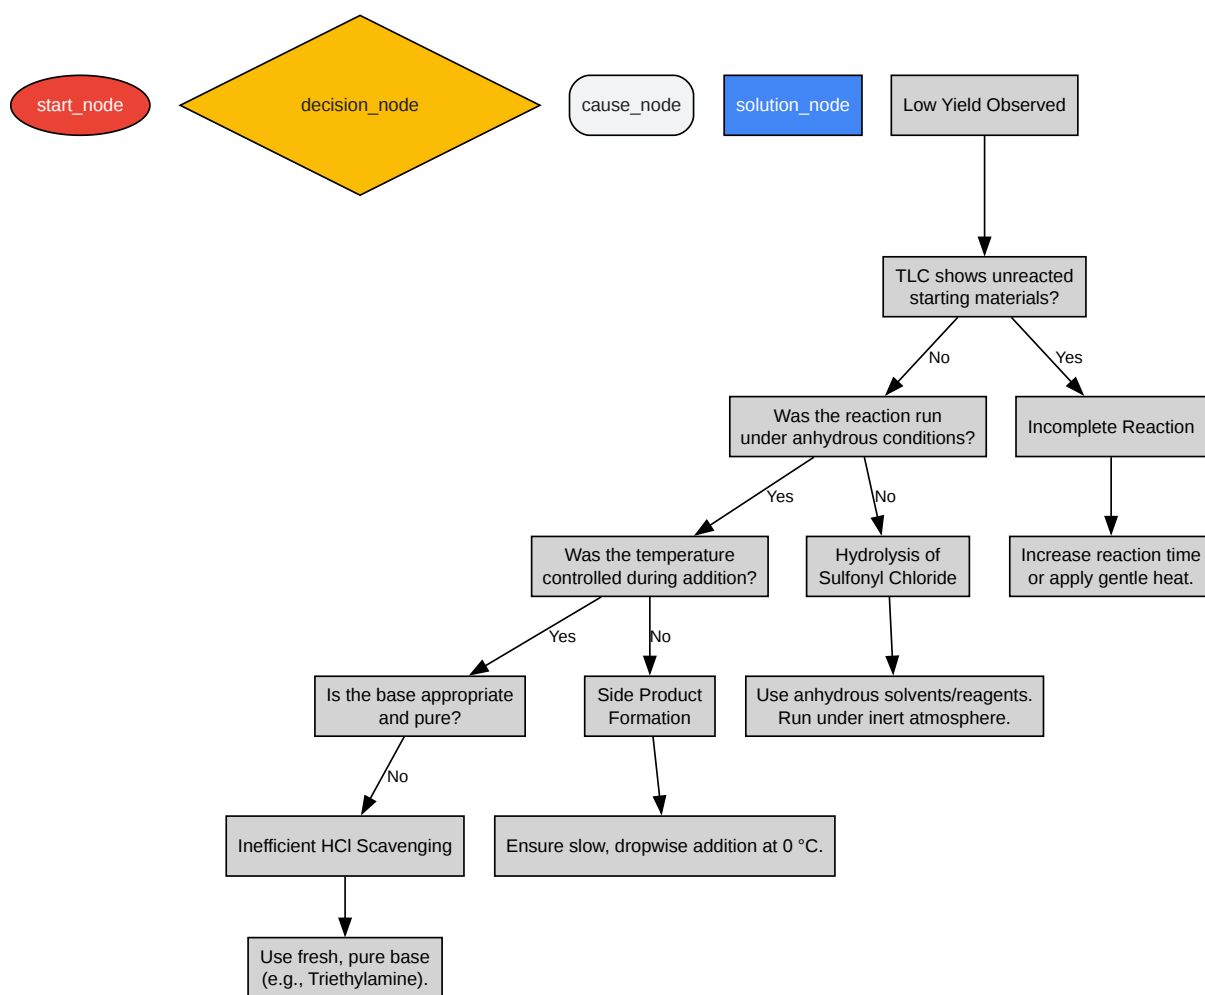 start_node
decision_node
cause_node
solution_node
Low Yield Observed
TLC shows unreacted
starting materials?
No
Yes
Was the reaction run
under anhydrous conditions?
Incomplete Reaction
Yes
No
Was the temperature
controlled during addition?
Hydrolysis of
Sulfonyl Chloride
Increase reaction time
or apply gentle heat.
Yes
No
Is the base appropriate
and pure?
Side Product
Formation
Use anhydrous solvents/reagents.
Run under inert atmosphere.
No
Inefficient HCl Scavenging
Ensure slow, dropwise addition at 0 °C.
Use fresh, pure base
(e.g., Triethylamine).